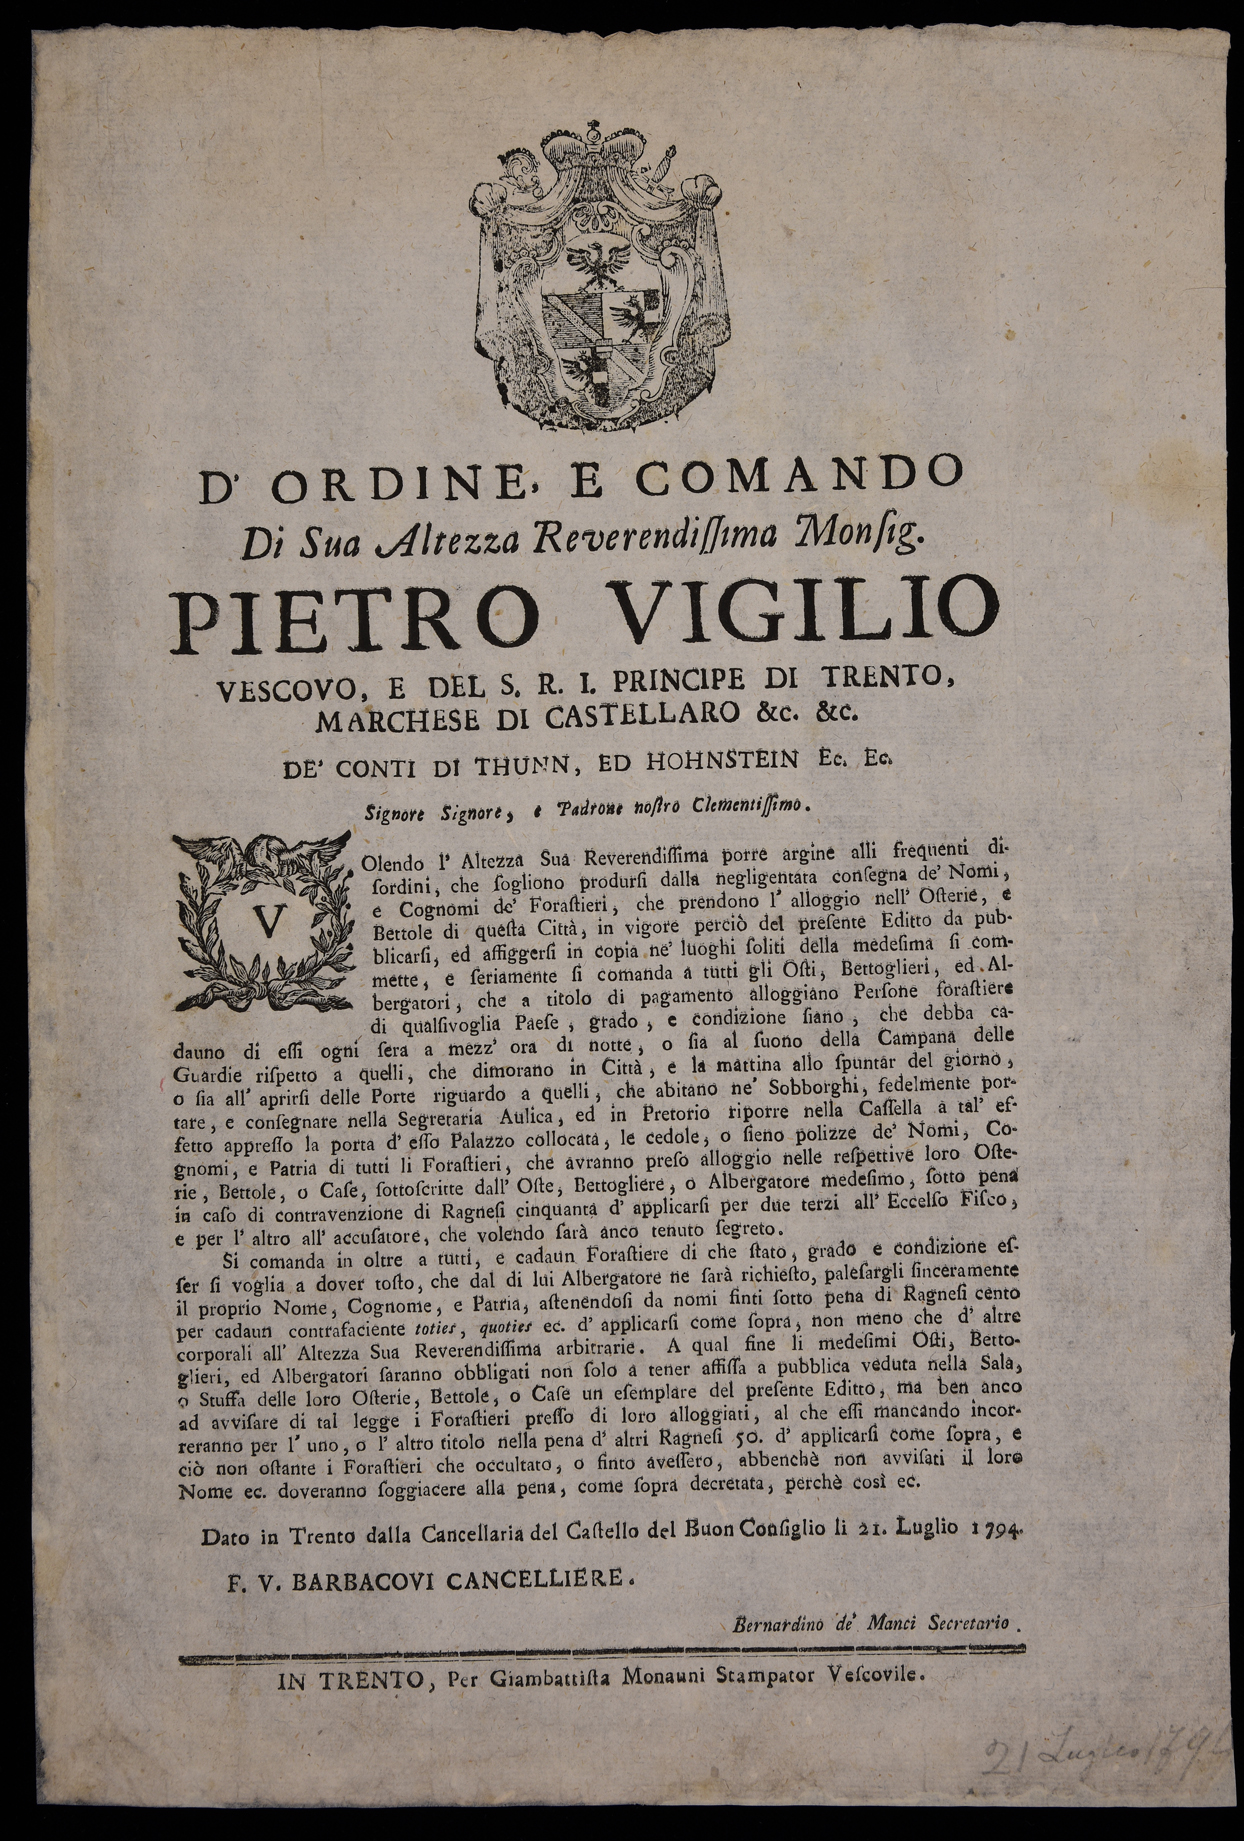 D' ORDINE, E COMANDO
Di Sua Altezza Reverendiſſima Monſig.
PIETRO VIGILIO
VESCOVO, E DEL S. R. I. PRINCIPE DI TRENTO,
MARCHESE DI CASTELLARO &c. &c.
DE' CONTI DI THUNN, ED HOHNSTEIN Ec. Ec.
Signore Signore, e Padrone noſtro Clementiſſimo.
VOlendo l' Altezza Sua Reverendiſſima porre argine alli frequenti di-
ſordini, che ſogliono produrſi dalla negligentata conſegna de' Nomi,
e Cognomi de' Foraſtieri, che prendono l' alloggio nell' Oſterie, e
Bettole di queſta Città, in vigore perciò del preſente Editto da pub-
blicarſi, ed affiggerſi in copia ne' luoghi ſoliti della medeſima ſi com-
mette, e ſeriamente ſi comanda a tutti gli Oſti, Bettoglieri, ed Al-
bergatori, che a titolo di pagamento alloggiano Perſone foraſtiere
di qualſivoglia Paeſe, grado, e condizione ſiano, che debba ca-
dauno di eſſi ogni ſera a mezz' ora di notte, o ſia al ſuono della Campana delle
Guardie riſpetto a quelli, che dimorano in Città, e la mattina allo ſpuntar del giorno,
o ſia all' aprirſi delle Porte riguardo a quelli, che abitano ne' Sobborghi, fedelmente por-
tare, e conſegnare nella Segretaria Aulica, ed in Pretorio riporre nella Caſſella a tal' ef-
fetto appreſſo la porta d' eſſo Palazzo collocata, le cedole, o ſieno polizze de' Nomi, Co-
gnomi, e Patria di tutti li Foraſtieri, che avranno preſo alloggio nelle reſpettive loro Oſte-
rie, Bettole, o Caſe, ſottoſcritte dall' Oſte, Bettogliere, o Albergatore medeſimo, ſotto pena
in caſo di contravenzione di Ragneſi cinquanta d' applicarſi per due terzi all' Eccelſo Fiſco,
e per l' altro all' accuſatore, che volendo ſarà anco tenuto ſegreto.
Si comanda in oltre a tutti, e cadaun Foraſtiere di che ſtato, grado e condizione eſ-
ſer ſi voglia a dover toſto, che dal di lui Albergatore ne ſarà richieſto, paleſargli ſinceramente
il proprio Nome, Cognome, e Patria, aſtenendoſi da nomi finti ſotto pena di Ragneſi cento
per cadaun contrafaciente toties, quoties ec. d' applicarſi come ſopra, non meno che d' altre
corporali all' Altezza Sua Reverendiſſima arbitrarie. A qual fine li medeſimi Oſti, Betto-
glieri, ed Albergatori ſaranno obbligati non ſolo a tener affiſſa a pubblica veduta nella Sala,
o Stuffa delle loro Oſterie, Bettole, o Caſe un eſemplare del preſente Editto, ma ben anco
ad avviſare di tal legge i Foraſtieri preſſo di loro alloggiati, al che eſſi mancando incor-
reranno per l' uno, o l' altro titolo nella pena d' altri Ragneſi 50. d' applicarſi come ſopra, e
ciò non oſtante i Foraſtieri che occultato, o finto aveſſero, abbenchè non avviſati il loro
Nome ec. doveranno ſoggiacere alla pena, come ſopra decretata, perchè così ec.
Dato in Trento dalla Cancellaria del Caſtello del Buon Conſiglio li 21. Luglio 1794.
F. V. BARBACOVI CANCELLIERE.
Bernardino de' Manci Secretario.
IN TRENTO, Per Giambattiſta Monauni Stampator Veſcovile.
21 Luglio 1794